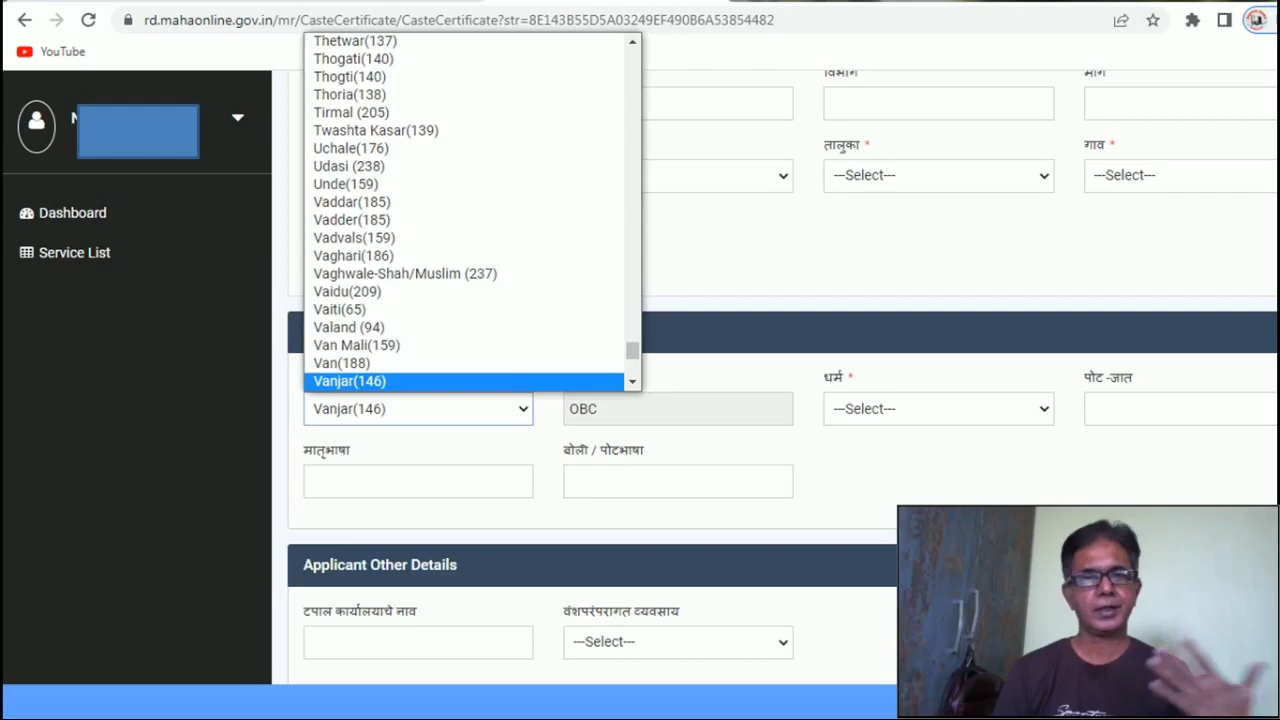 rd.mahaonline.gov.in/mr/CasteCertificate/CasteCertificate?str=8E143B55D5A03249EF490B6A53854482
YouTube
N
Dashboard
Service List
Thetwar(137)
Thogati(140)
Thogti(140)
Thoria(138)
Tirmal (205)
Twashta Kasar(139)
Uchale(176)
Udasi (238)
Unde(159)
Vaddar(185)
Vadder(185)
Vadvals(159)
Vaghari(186)
Vaghwale-Shah/Muslim (237)
Vaidu(209)
Vaiti(65)
Valand (94)
Van Mali(159)
Van(188)
Vanjar(146)
विभाग मार्ग
तालुका * गाव *
---Select--- ---Select---
धर्म * पोट -जात
Vanjar(146) OBC ---Select---
मातृभाषा बोली / पोटभाषा
Applicant Other Details
टपाल कार्यालयाचे नाव वंशपरंपरागत व्यवसाय
---Select---